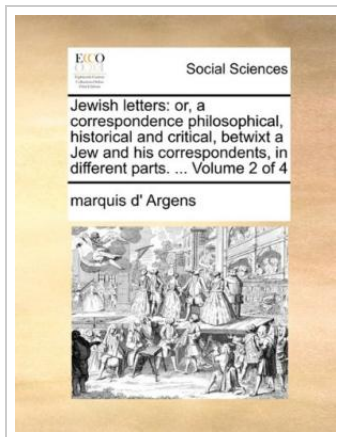 ECCO
Social Sciences
Jewish letters: or, a
correspondence philosophical,
historical and critical, betwixt a
Jew and his correspondents, in
different parts. ... Volume 2 of 4
marquis d' Argens